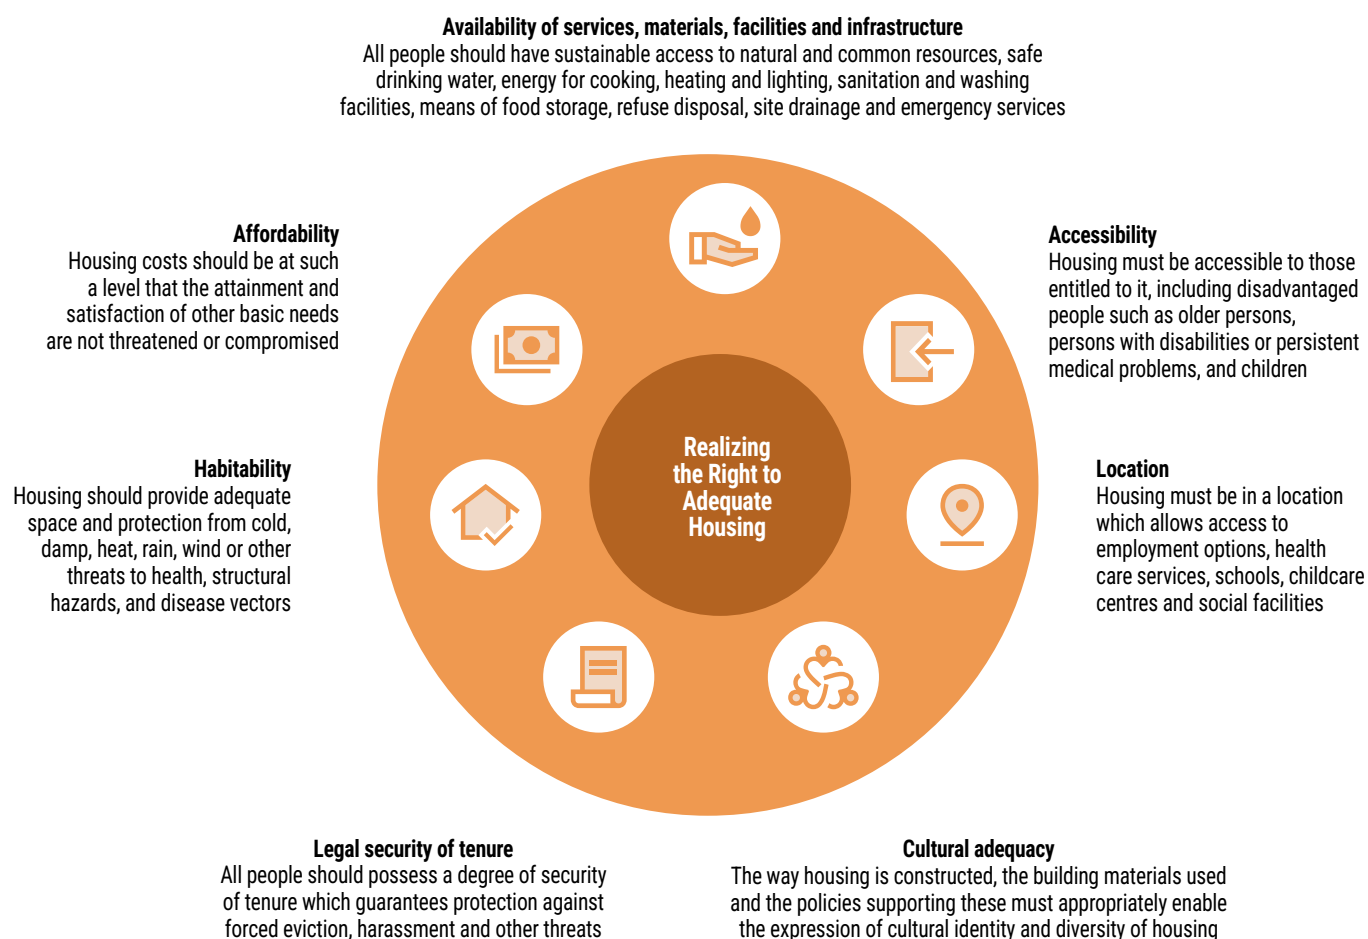 Availability of services, materials, facilities and infrastructure
All people should have sustainable access to natural and common resources, safe
drinking water, energy for cooking, heating and lighting, sanitation and washing
facilities, means of food storage, refuse disposal, site drainage and emergency services
Affordability
Housing costs should be at such
a level that the attainment and
satisfaction of other basic needs
are not threatened or compromised
Accessibility
Housing must be accessible to those
entitled to it, including disadvantaged
people such as older persons,
persons with disabilities or persistent
medical problems, and children
Realizing
the Right to
Adequate
Housing
Habitability
Housing should provide adequate
space and protection from cold,
damp, heat, rain, wind or other
threats to health, structural
hazards, and disease vectors
Location
Housing must be in a location
which allows access to
employment options, health
care services, schools, childcare
centres and social facilities
Legal security of tenure
All people should possess a degree of security
of tenure which guarantees protection against
forced eviction, harassment and other threats
Cultural adequacy
The way housing is constructed, the building materials used
and the policies supporting these must appropriately enable
the expression of cultural identity and diversity of housing